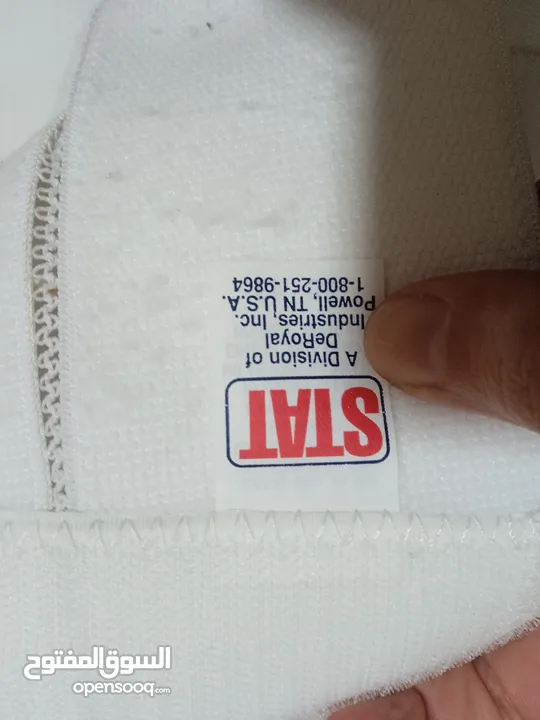 STAT
A Division of
DeRoyal
Industries, Inc.
Powell, TN U.S.A.
1-800-251-9864
السوق المفتوح
opensooq.com